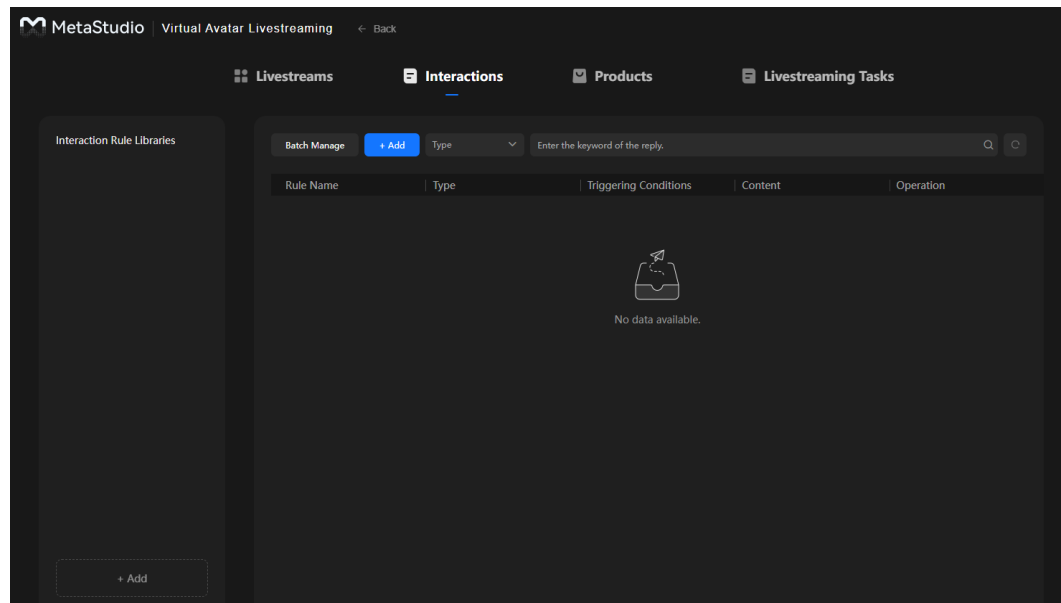 MetaStudio Virtual Avatar Livestreaming ← Back
Livestreams Interactions Products Livestreaming Tasks
Interaction Rule Libraries
Batch Manage + Add Type Enter the keyword of the reply.
Rule Name Type Triggering Conditions Content Operation
No data available.
+ Add